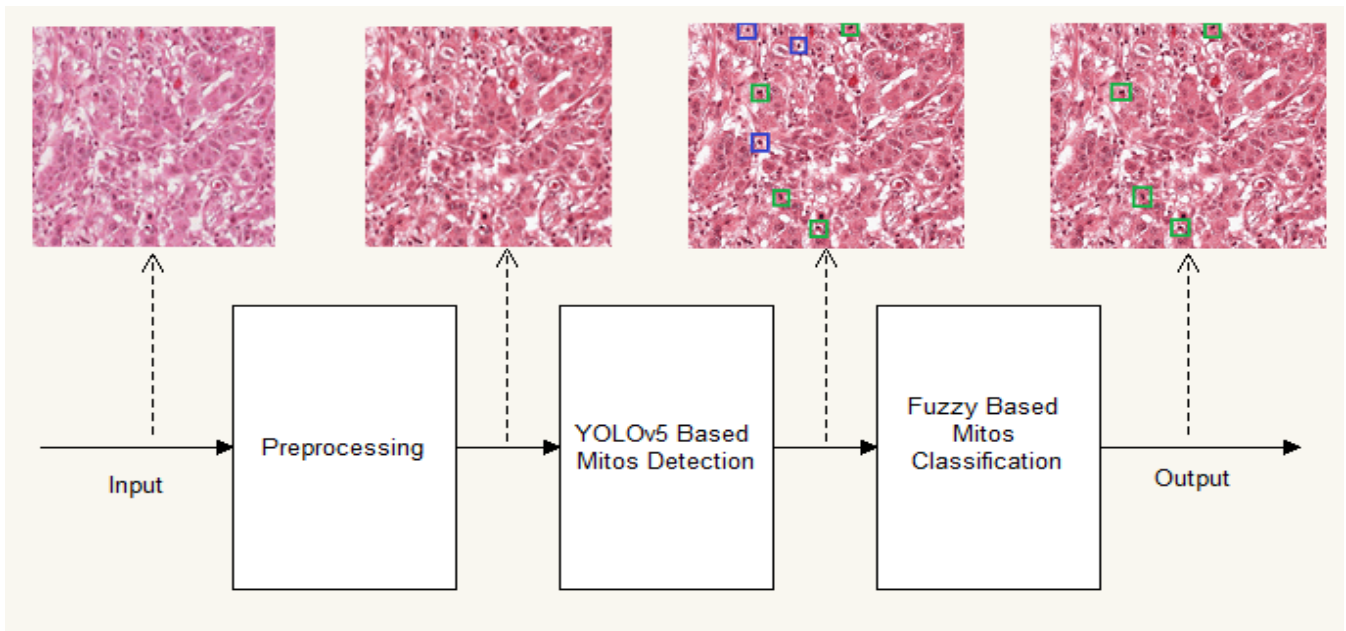 Input
Preprocessing
YOLOv5 Based
Mitos Detection
Fuzzy Based
Mitos
Classification
Output